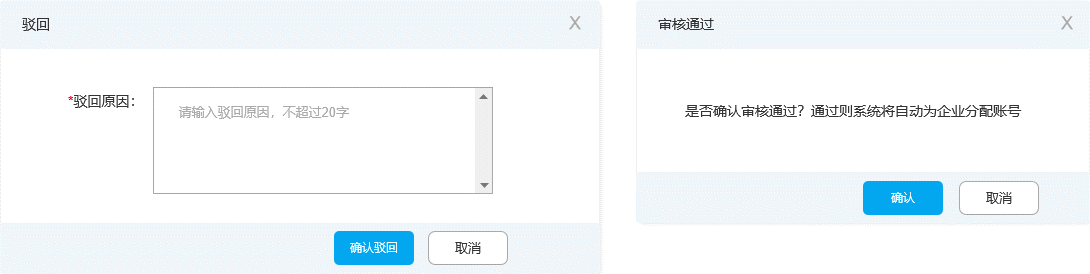 驳回
X
*驳回原因：
请输入驳回原因，不超过20字
确认驳回
取消
审核通过
X
是否确认审核通过？通过则系统将自动为企业分配账号
确认
取消